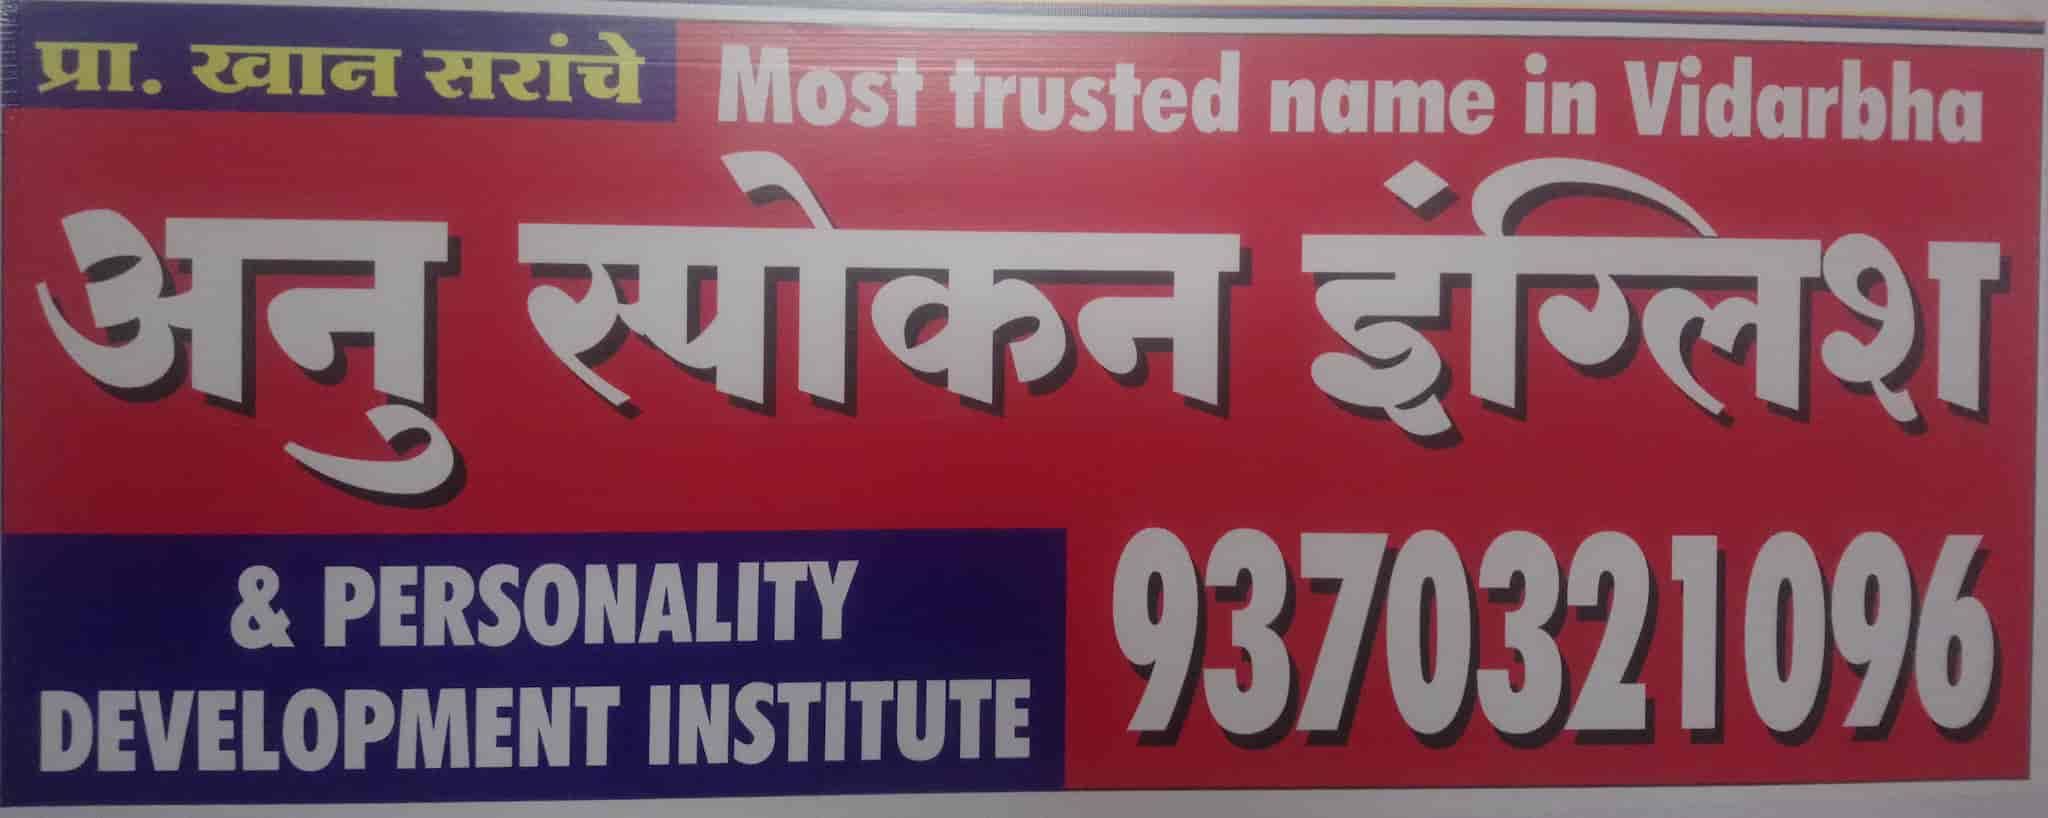 प्रा. खान सरांचे
Most trusted name in Vidarbha
अनु स्पोकन इंग्लिश
& PERSONALITY
DEVELOPMENT INSTITUTE
9370321096